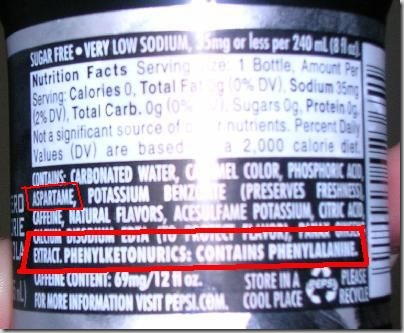 SUGAR FREE • VERY LOW SODIUM, 35mg or less per 240 mL (8 fl oz).
Nutrition Facts Serving Size: 1 Bottle, Amount Per
Serving: Calories 0, Total Fat 0g (0% DV), Sodium 35mg
(2% DV), Total Carb. 0g (0% DV), Sugars 0g, Protein 0g.
Not a significant source of other nutrients. Percent Daily
Values (DV) are based on a 2,000 calorie diet.
CONTAINS: CARBONATED WATER, CARAMEL COLOR, PHOSPHORIC
ASPARTAME, POTASSIUM BENZOATE (PRESERVES FRESHNESS)
CAFFEINE, NATURAL FLAVORS, ACESULFAME POTASSIUM, CITRIC
CALCIUM DISODIUM EDTA (TO PROTECT FLAVOR), PANAX GINSENG
EXTRACT. PHENYLKETONURICS: CONTAINS PHENYLALANINE
CAFFEINE CONTENT: 69mg/12 fl oz.
FOR MORE INFORMATION VISIT PEPSI.COM
STORE IN A
COOL PLACE
PEPSI
PLEASE
RECYCLE